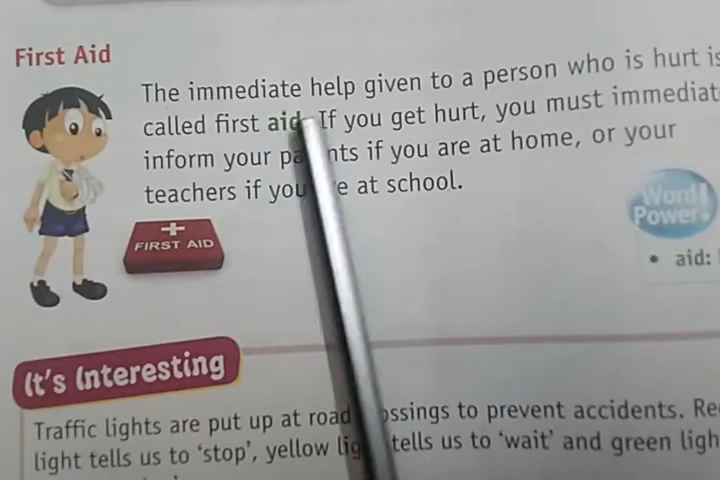 First Aid
The immediate help given to a person who is hurt is
called first aid. If you get hurt, you must immediat
inform your pa nts if you are at home, or your
teachers if you e at school.
FIRST AID
Word
Power
• aid:
It's Interesting
Traffic lights are put up at road ossings to prevent accidents. Re
light tells us to 'stop', yellow lig tells us to 'wait' and green ligh